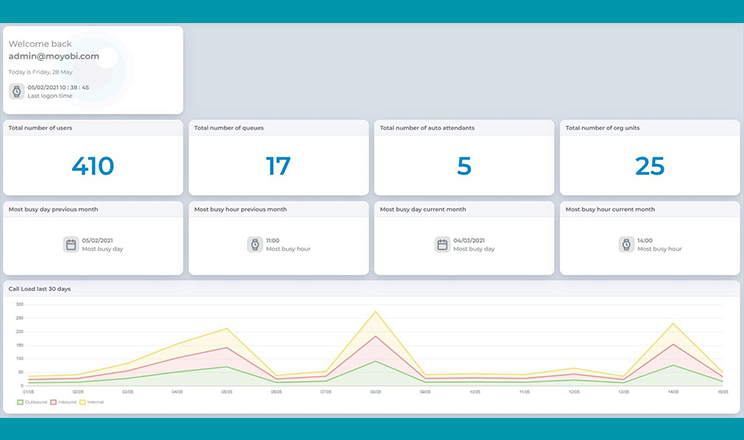 Welcome back
admin@moyobi.com
Today is Friday, 28 May
05/02/2021 10 : 38 : 45
Last logon time
Total number of users
Total number of queues
Total number of auto attendants
Total number of org units
410
17
5
25
Most busy day previous month
Most busy hour previous month
Most busy day current month
Most busy hour current month
05/02/2021
Most busy day
11:00
Most busy hour
04/03/2021
Most busy day
14:00
Most busy hour
Call Load last 30 days
300
200
150
100
0
01/05 02/05 03/05 04/05 05/05 06/05 07/05 08/05 09/05 10/05 11/05 12/05 13/05 14/05 15/05
Outbound Inbound Internal